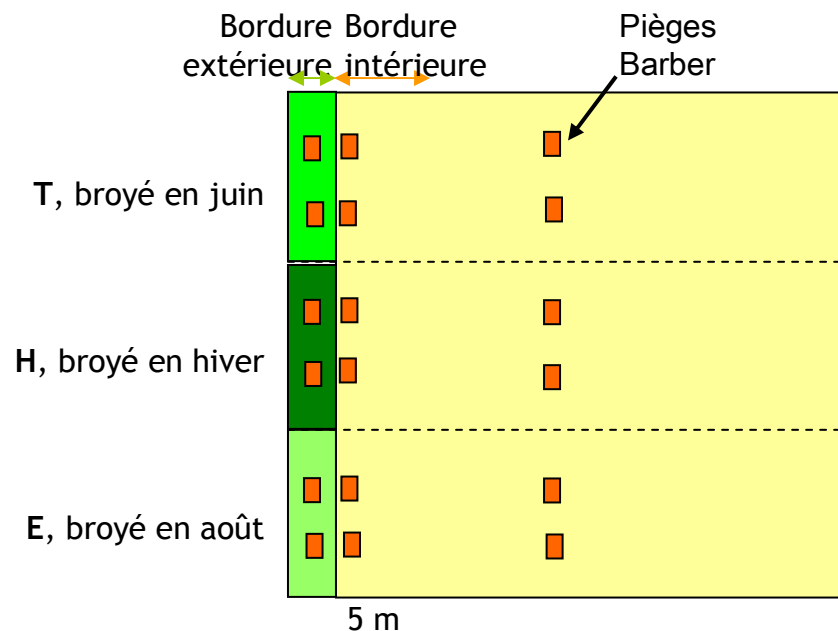 Bordure extérieure
Bordure intérieure
Pièges
Barber
T, broyé en juin
H, broyé en hiver
E, broyé en août
5 m